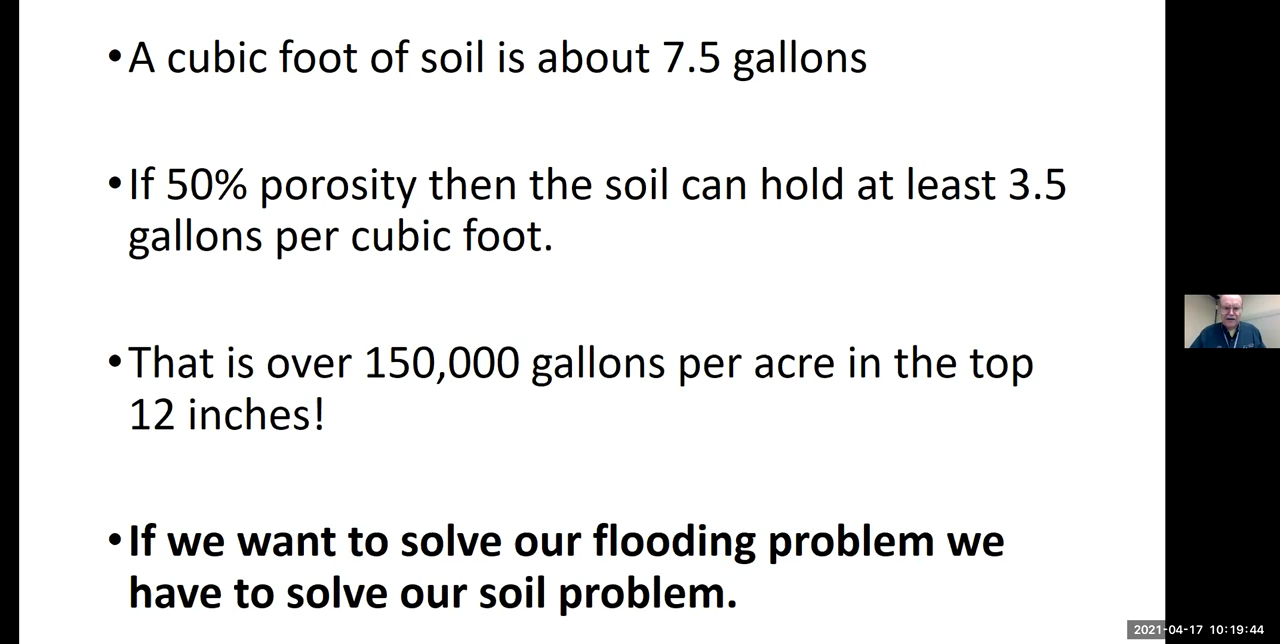 •A cubic foot of soil is about 7.5 gallons
•If 50% porosity then the soil can hold at least 3.5
gallons per cubic foot.
•That is over 150,000 gallons per acre in the top
12 inches!
•If we want to solve our flooding problem we
have to solve our soil problem.
2021-04-17 10:19:44